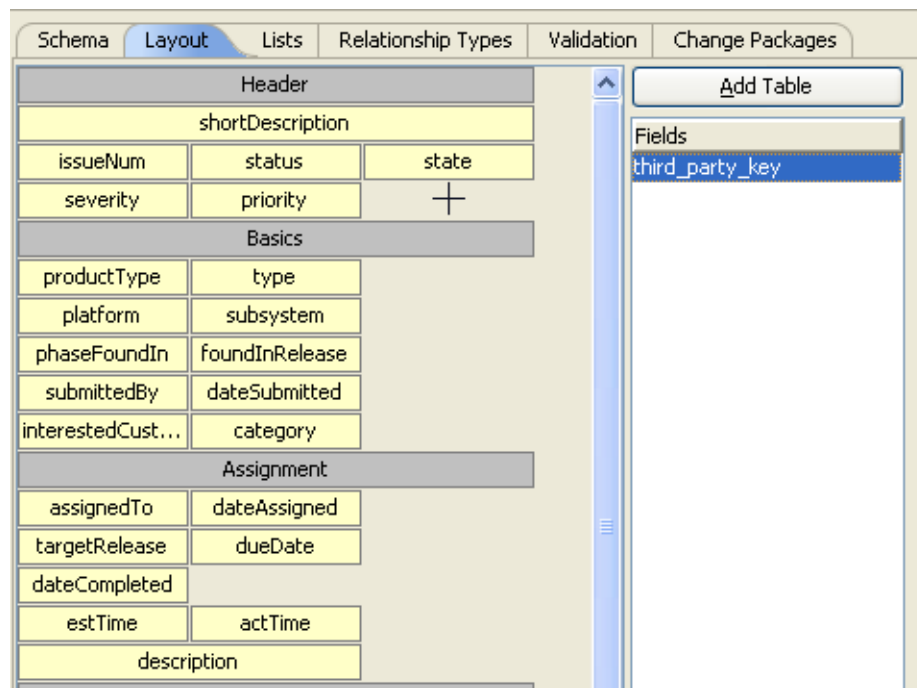 Schema Layout Lists Relationship Types Validation Change Packages
Header
shortDescription
issueNum status state
severity priority
Basics
productType type
platform subsystem
phaseFoundIn foundInRelease
submittedBy dateSubmitted
interestedCust... category
Assignment
assignedTo dateAssigned
targetRelease dueDate
dateCompleted
estTime actTime
description
Add Table
Fields
third_party_key